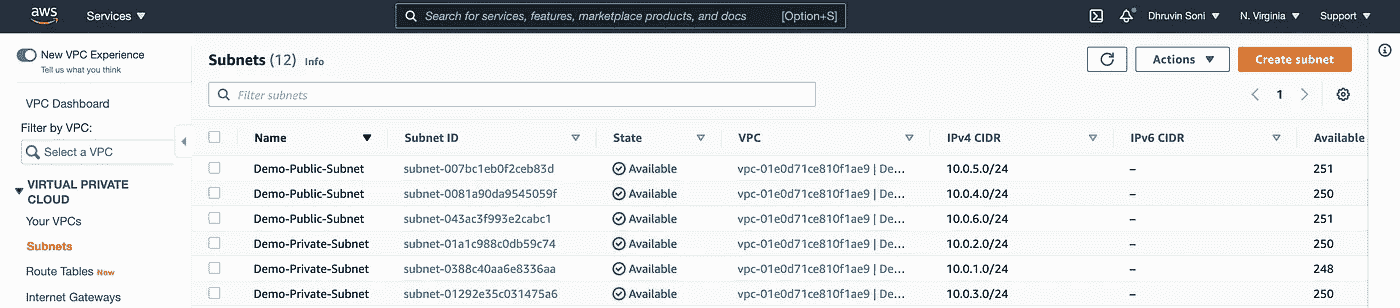 aws Services Search for services, features, marketplace products, and docs [Option+S] Dhruvin Soni N. Virginia Support
New VPC Experience
Tell us what you think
VPC Dashboard
Filter by VPC:
Select a VPC
VIRTUAL PRIVATE
CLOUD
Your VPCs
Subnets
Route Tables New
Internet Gateways
Subnets (12) Info Actions Create subnet
Filter subnets 1
Name Subnet ID State VPC IPv4 CIDR IPv6 CIDR Available
Demo-Public-Subnet subnet-007bc1eb0f2ceb83d Available vpc-01e0d71ce810f1ae9 | De... 10.0.5.0/24 – 251
Demo-Public-Subnet subnet-0081a90da9545059f Available vpc-01e0d71ce810f1ae9 | De... 10.0.4.0/24 – 250
Demo-Public-Subnet subnet-043ac3f993e2cabc1 Available vpc-01e0d71ce810f1ae9 | De... 10.0.6.0/24 – 251
Demo-Private-Subnet subnet-01a1c988c0db59c74 Available vpc-01e0d71ce810f1ae9 | De... 10.0.2.0/24 – 250
Demo-Private-Subnet subnet-0388c40aa6e8336aa Available vpc-01e0d71ce810f1ae9 | De... 10.0.1.0/24 – 248
Demo-Private-Subnet subnet-01292e35c031475a6 Available vpc-01e0d71ce810f1ae9 | De... 10.0.3.0/24 – 250